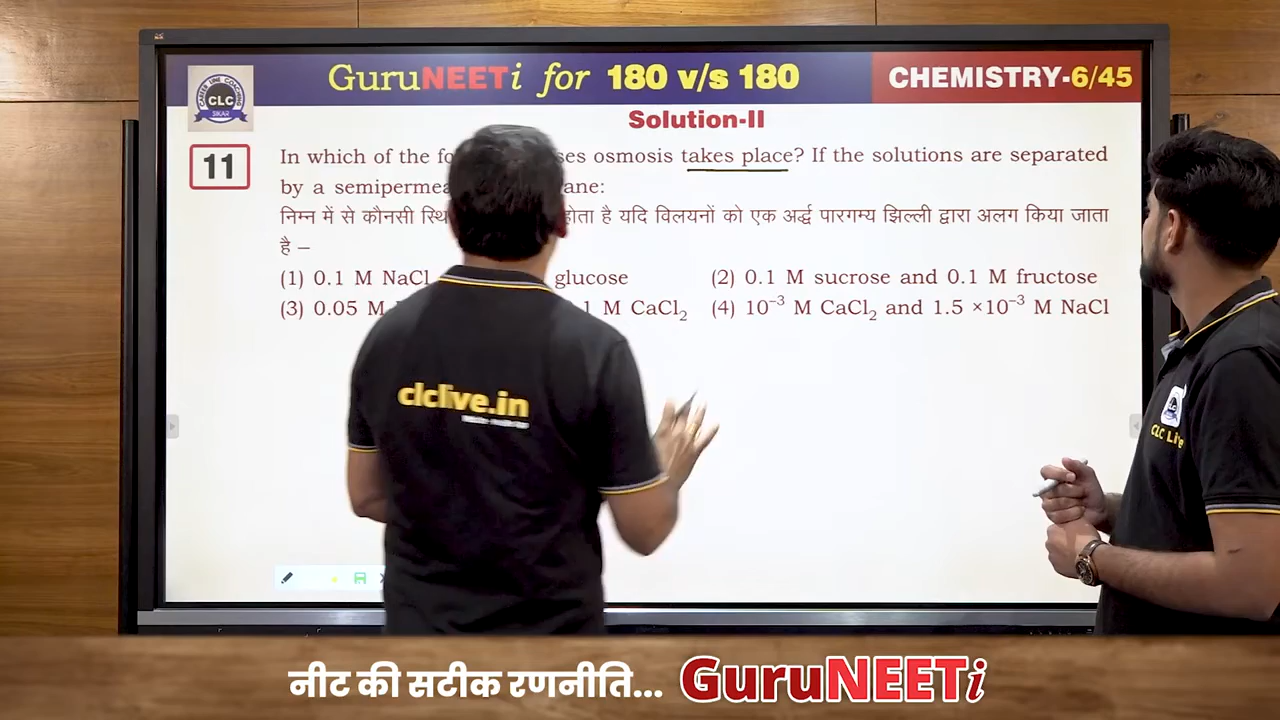 CLC
SIKAR
GuruNEETi for 180 v/s 180
CHEMISTRY-6/45
Solution-II
11
In which of the ses osmosis takes place? If the solutions are separated
by a ane:
निम्न में से कौनसी होता है यदि विलयनों को एक अर्द्ध पारगम्य झिल्ली द्वारा अलग किया जाता
है –
(1) 0.1 M NaCl glucose
(2) 0.1 M sucrose and 0.1 M fructose
(3) 0.05 M M CaCl₂
(4) 10⁻³ M CaCl₂ and 1.5 ×10⁻³ M NaCl
clclive.in
CLC Live
नीट की सटीक रणनीति... GuruNEETi